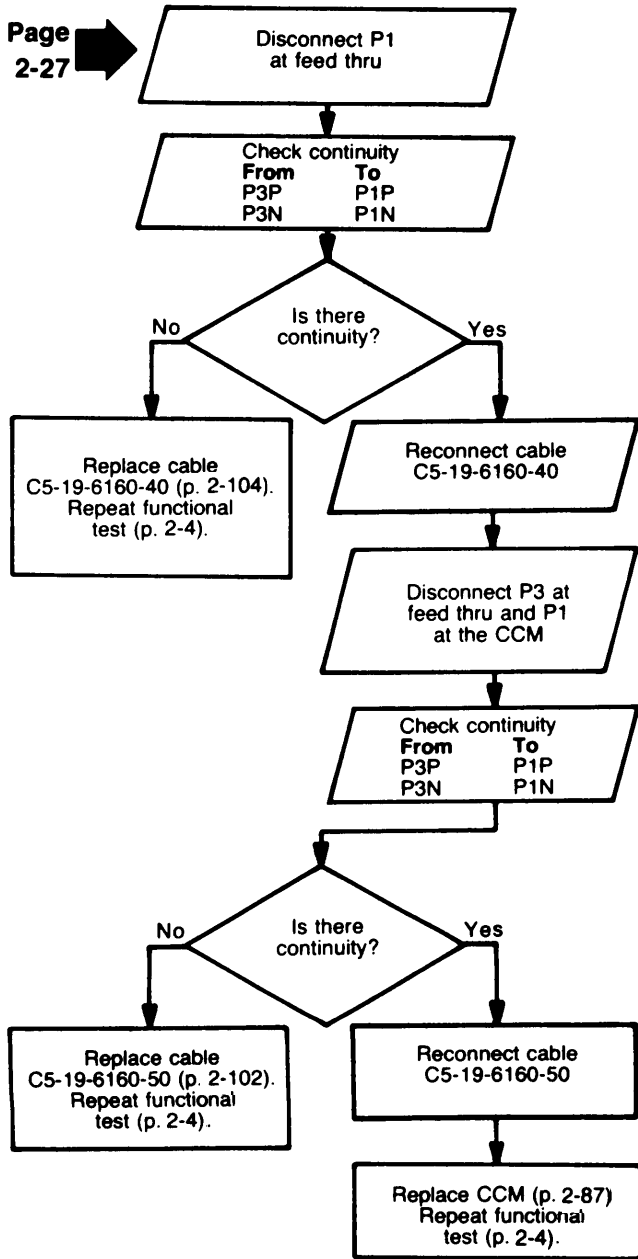 Page
2-27
Disconnect P1
at feed thru
Check continuity
From To
P3P P1P
P3N P1N
Is there
continuity?
No
Yes
Replace cable
C5-19-6160-40 (p. 2-104).
Repeat functional
test (p. 2-4).
Reconnect cable
C5-19-6160-40
Disconnect P3 at
feed thru and P1
at the CCM
Check continuity
From To
P3P P1P
P3N P1N
Is there
continuity?
No
Yes
Replace cable
C5-19-6160-50 (p. 2-102).
Repeat functional
test (p. 2-4).
Reconnect cable
C5-19-6160-50
Replace CCM (p. 2-87)
Repeat functional
test (p. 2-4).